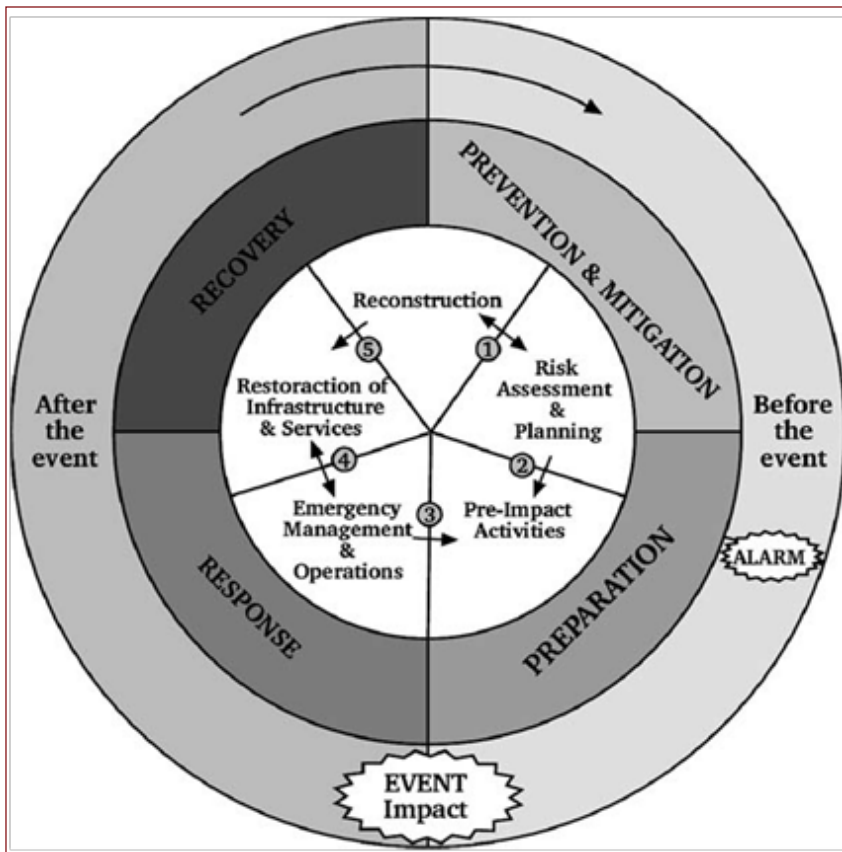 RECOVERY
PREVENTION & MITIGATION
After
the
event
Before
the
event
Reconstruction
5
1
Risk
Assessment
&
Planning
Restoraction of
Infrastructure
& Services
4
2
Emergency
Management
&
Operations
3
Pre-Impact
Activities
ALARM
RESPONSE
PREPARATION
EVENT
Impact